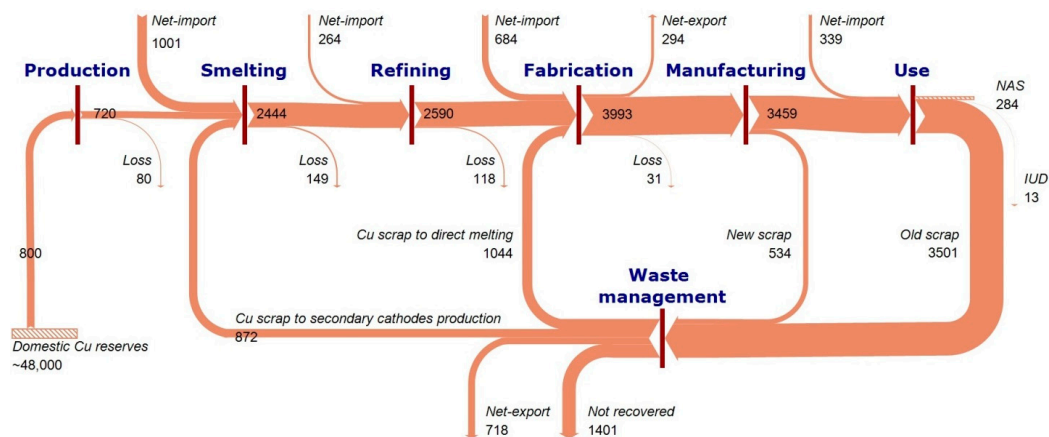 Net-import
1001
Net-import
264
Net-import
684
Net-export
294
Net-import
339
Production
Smelting
Refining
Fabrication
Manufacturing
Use
NAS
284
720
2444
2590
3993
3459
Loss
80
Loss
149
Loss
118
Loss
31
IUD
13
800
Cu scrap to direct melting
1044
New scrap
534
Old scrap
3501
Waste
management
Cu scrap to secondary cathodes production
872
Domestic Cu reserves
~48,000
Net-export
718
Not recovered
1401